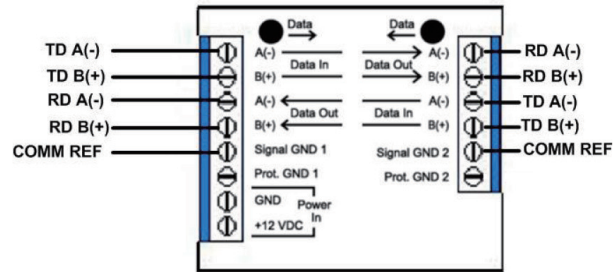 Data Data
TD A(-) A(-) A(-) RD A(-)
Data In Data Out
TD B(+) B(+) B(+) RD B(+)
RD A(-) A(-) A(-) TD A(-)
Data Out Data In
RD B(+) B(+) B(+) TD B(+)
COMM REF Signal GND 1 Signal GND 2 COMM REF
Prot. GND 1 Prot. GND 2
GND Power
In
+12 VDC